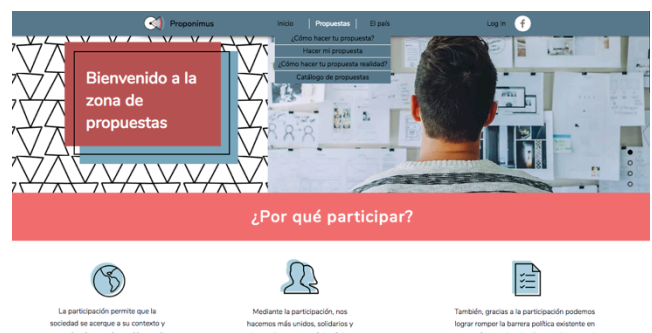 Proponimus
Inicio
Propuestas
El país
Log in
f
¿Cómo hacer tu propuesta?
Hacer mi propuesta
¿Cómo hacer tu propuesta realidad?
Catálogo de propuestas
Bienvenido a la
zona de
propuestas
¿Por qué participar?
La participación permite que la
sociedad se acerque a su contexto y
Mediante la participación, nos
hacemos más unidos, solidarios y
También, gracias a la participación podemos
lograr romper la barrera política existente en